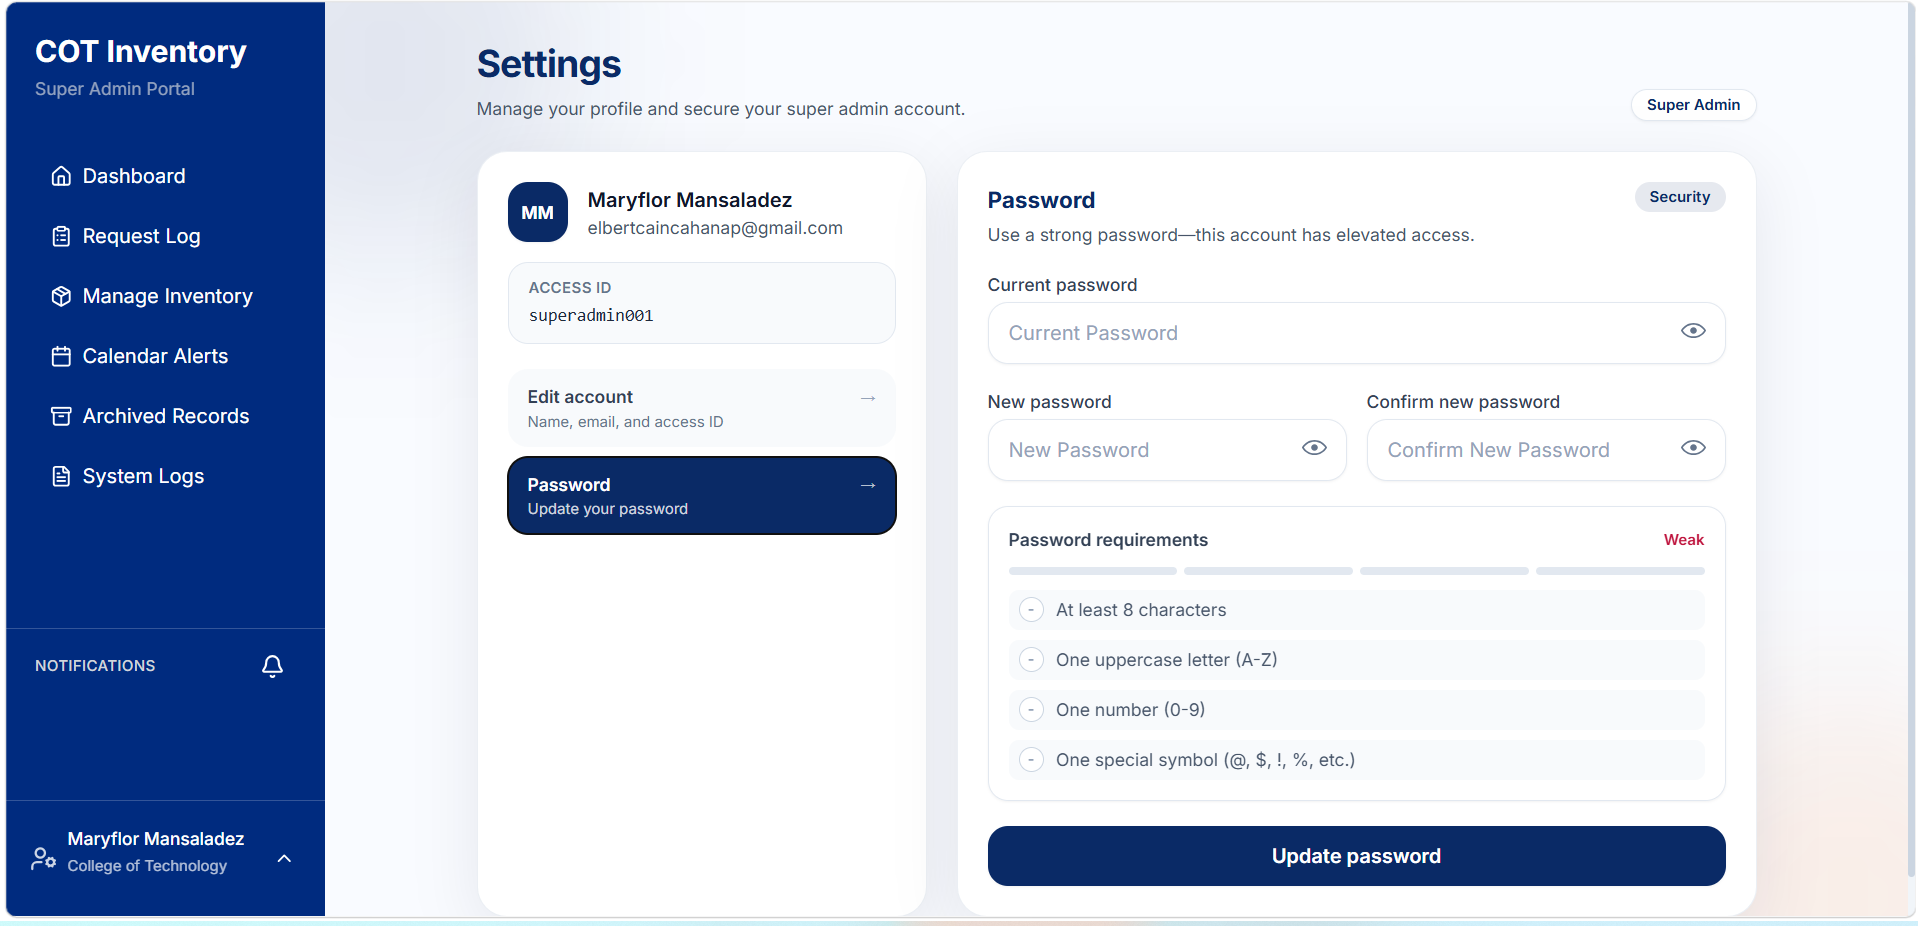 COT Inventory
Super Admin Portal
Dashboard
Request Log
Manage Inventory
Calendar Alerts
Archived Records
System Logs
NOTIFICATIONS
Maryflor Mansaladez
College of Technology
Settings
Manage your profile and secure your super admin account.
Super Admin
MM
Maryflor Mansaladez
elbertcaincahanap@gmail.com
ACCESS ID
superadmin001
Edit account →
Name, email, and access ID
Password →
Update your password
Password
Security
Use a strong password—this account has elevated access.
Current password
Current Password
New password
New Password
Confirm new password
Confirm New Password
Password requirements
Weak
- At least 8 characters
- One uppercase letter (A-Z)
- One number (0-9)
- One special symbol (@, $, !, %, etc.)
Update password